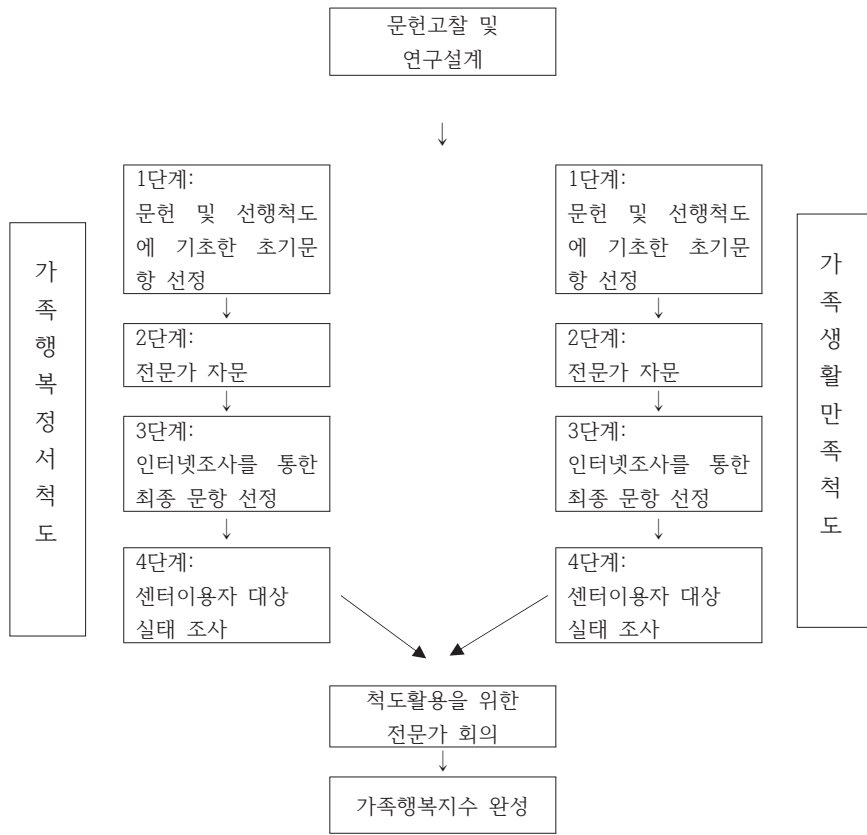 문헌고찰 및
연구설계
↓
가족행복정서척도
1단계:
문헌 및 선행척도
에 기초한 초기문
항 선정
↓
2단계:
전문가 자문
↓
3단계:
인터넷조사를 통한
최종 문항 선정
↓
4단계:
센터이용자 대상
실태 조사
1단계:
문헌 및 선행척도
에 기초한 초기문
항 선정
↓
2단계:
전문가 자문
↓
3단계:
인터넷조사를 통한
최종 문항 선정
↓
4단계:
센터이용자 대상
실태 조사
가족생활만족척도
척도활용을 위한
전문가 회의
↓
가족행복지수 완성